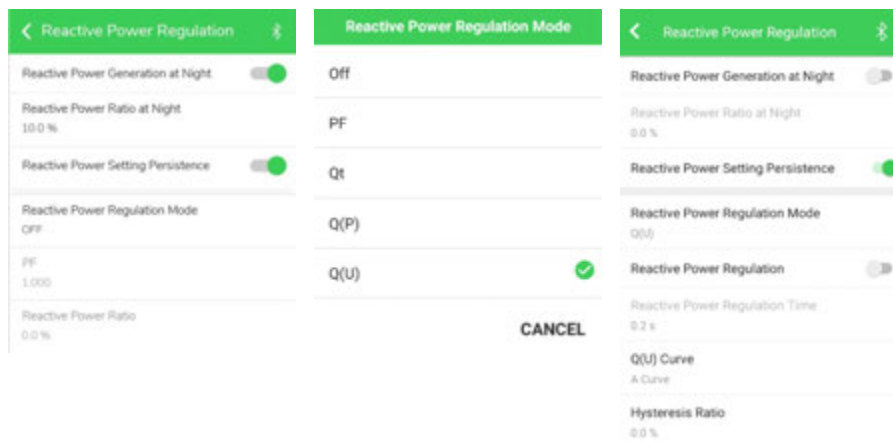 Reactive Power Regulation
Reactive Power Generation at Night
Reactive Power Ratio at Night
10.0 %
Reactive Power Setting Persistence
Reactive Power Regulation Mode
OFF
PF
1.000
Reactive Power Ratio
0.0 %
Reactive Power Regulation Mode
Off
PF
Qt
Q(P)
Q(U)
CANCEL
Reactive Power Regulation
Reactive Power Generation at Night
Reactive Power Ratio at Night
0.0 %
Reactive Power Setting Persistence
Reactive Power Regulation Mode
Q(U)
Reactive Power Regulation
Reactive Power Regulation Time
0.2 s
Q(U) Curve
A Curve
Hysteresis Ratio
0.0 %